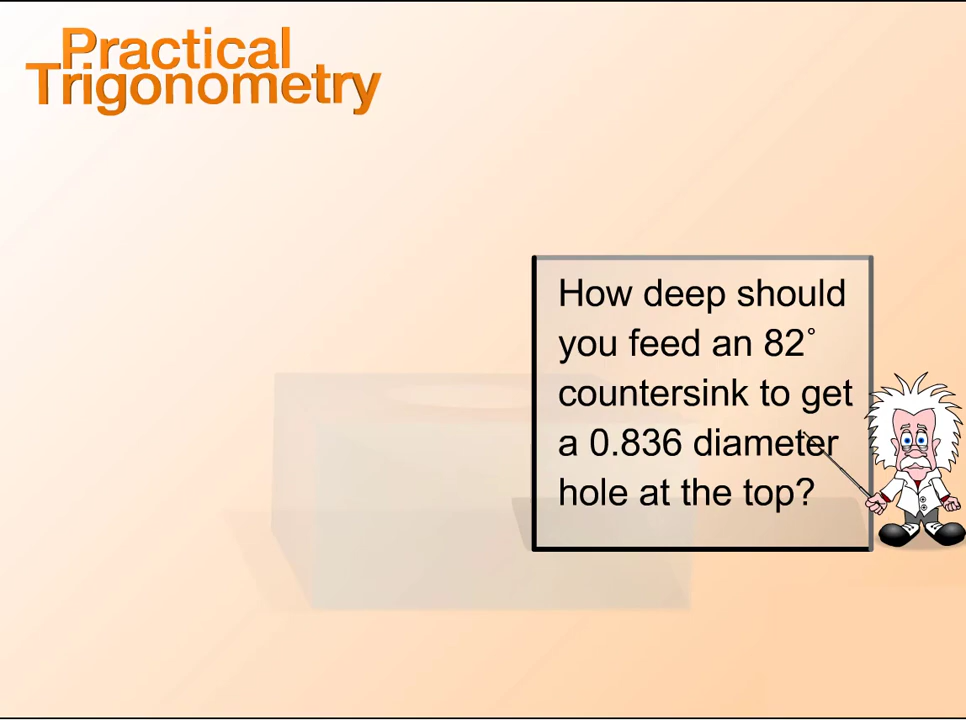 Practical
Trigonometry
How deep should
you feed an 82˚
countersink to get
a 0.836 diameter
hole at the top?